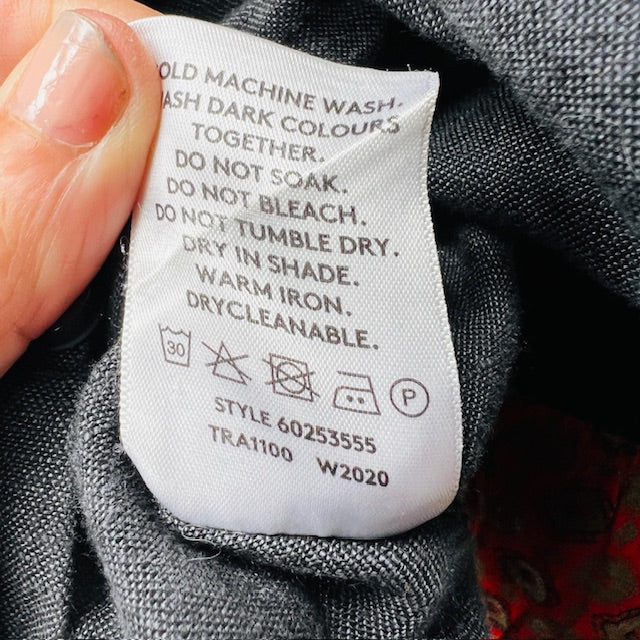 OLD MACHINE WASH.
ASH DARK COLOURS
TOGETHER.
DO NOT SOAK.
DO NOT BLEACH.
DO NOT TUMBLE DRY.
DRY IN SHADE.
WARM IRON.
DRYCLEANABLE.
30 P
STYLE 60253555
TRA1100 W2020